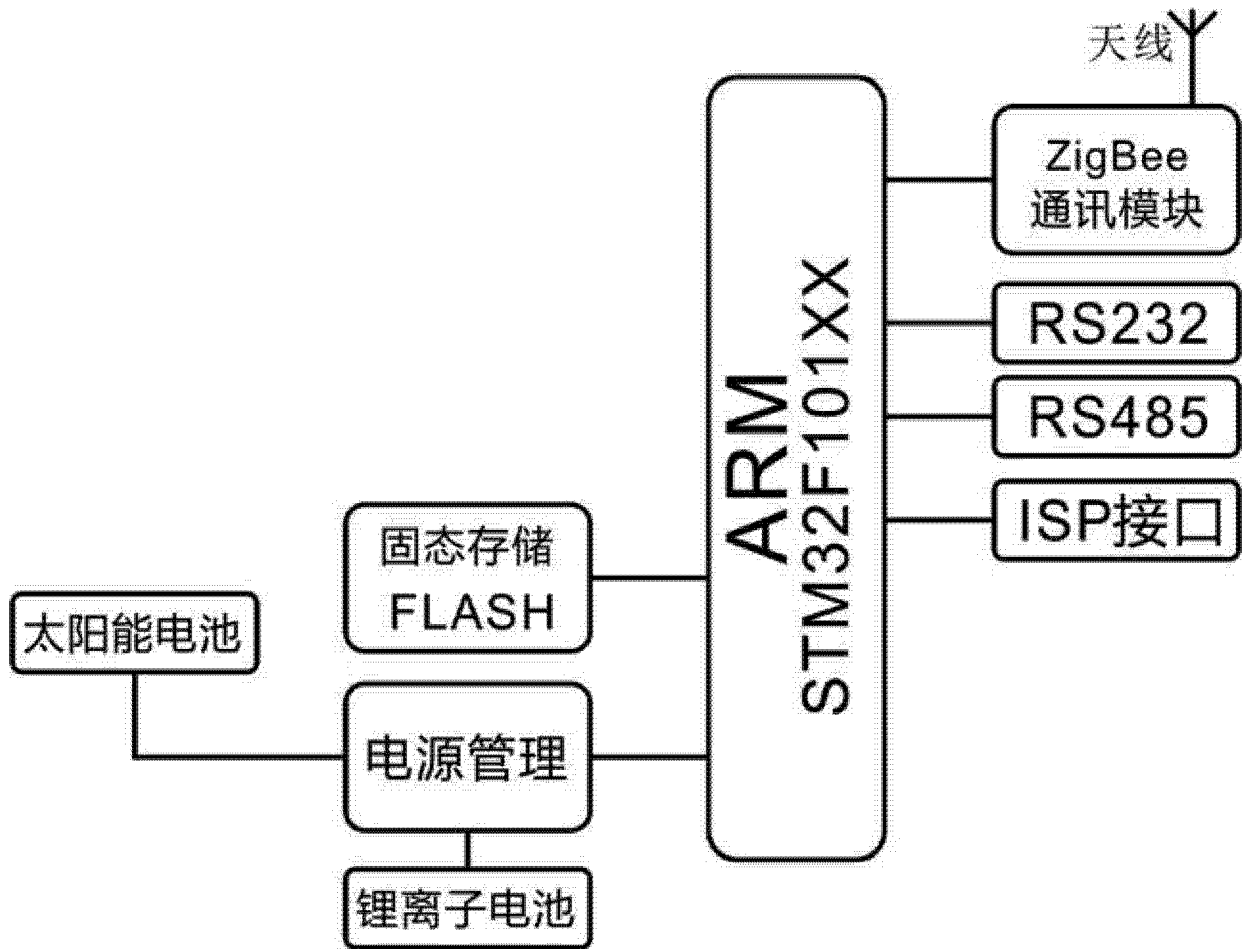 天线
ZigBee
通讯模块
RS232
RS485
ISP接口
ARM
STM32F101XX
固态存储
FLASH
太阳能电池
电源管理
锂离子电池